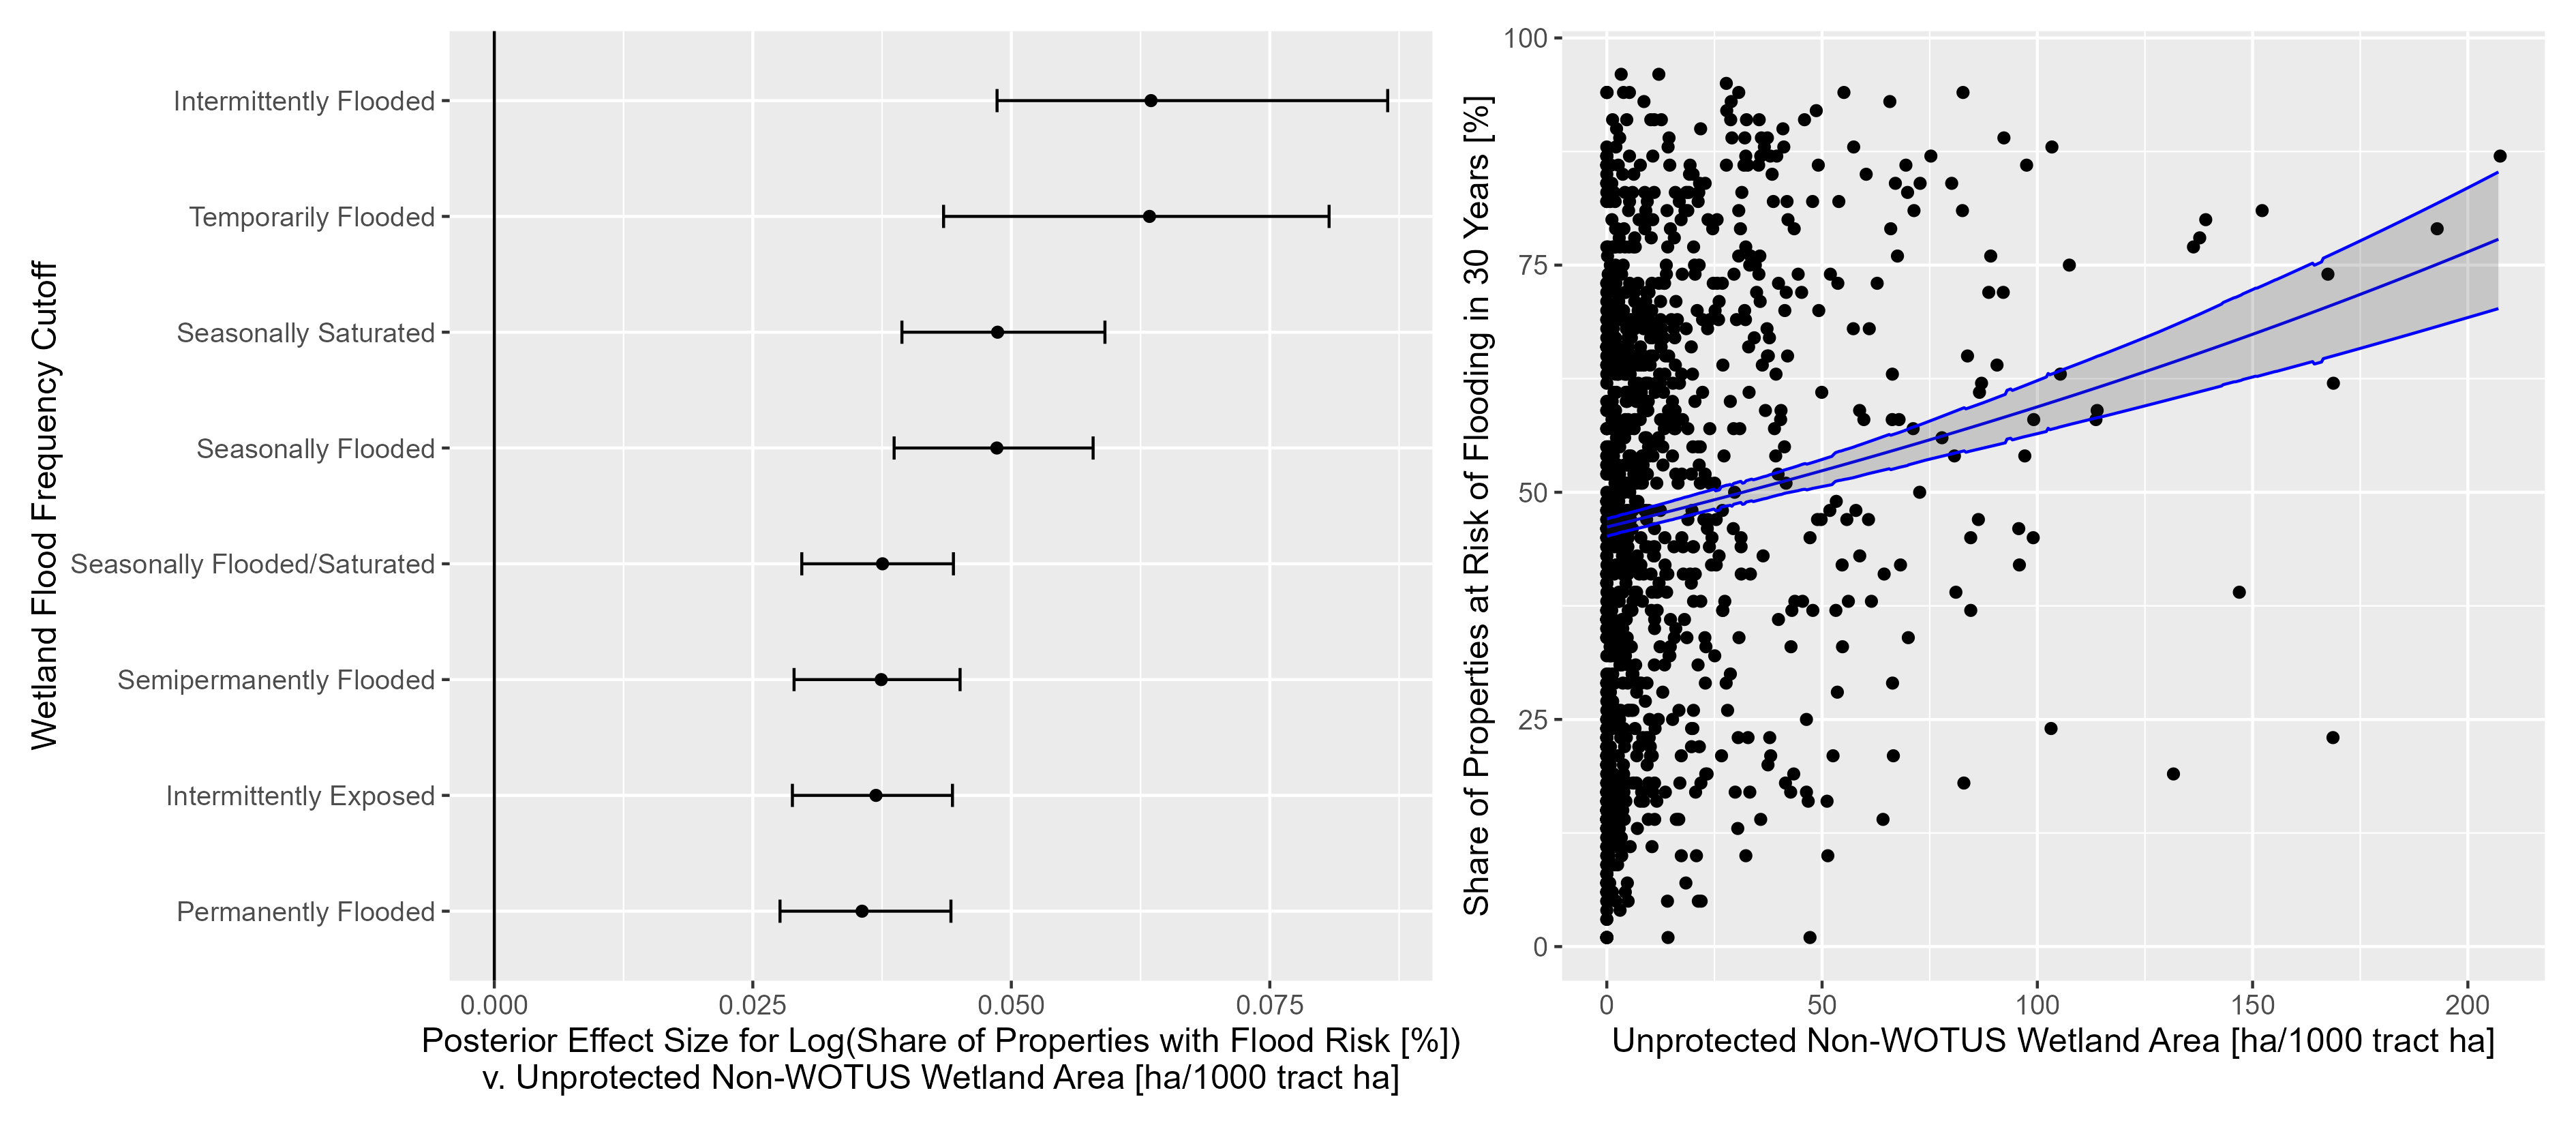 Wetland Flood Frequency Cutoff
Intermittently Flooded
Temporarily Flooded
Seasonally Saturated
Seasonally Flooded
Seasonally Flooded/Saturated
Semipermanently Flooded
Intermittently Exposed
Permanently Flooded
0.000
0.025
0.050
0.075
Posterior Effect Size for Log(Share of Properties with Flood Risk [%])
v. Unprotected Non-WOTUS Wetland Area [ha/1000 tract ha]
Share of Properties at Risk of Flooding in 30 Years [%]
100
75
50
25
0
0
50
100
150
200
Unprotected Non-WOTUS Wetland Area [ha/1000 tract ha]